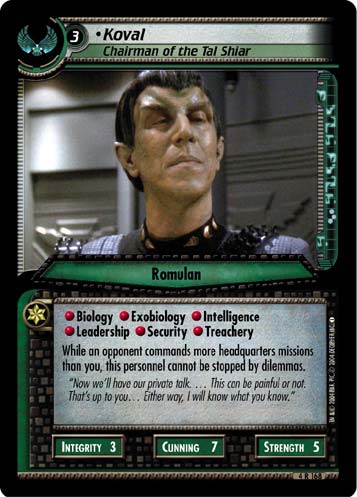 3
•Koval
Chairman of the Tal Shiar
Romulan
Biology Exobiology Intelligence
Leadership Security Treachery
While an opponent commands more headquarters missions
than you, this personnel cannot be stopped by dilemmas.
"Now we'll have our private talk. … This can be painful or not.
That's up to you… Either way, I will know what you know."
INTEGRITY 3 CUNNING 7 STRENGTH 5
4 R 168